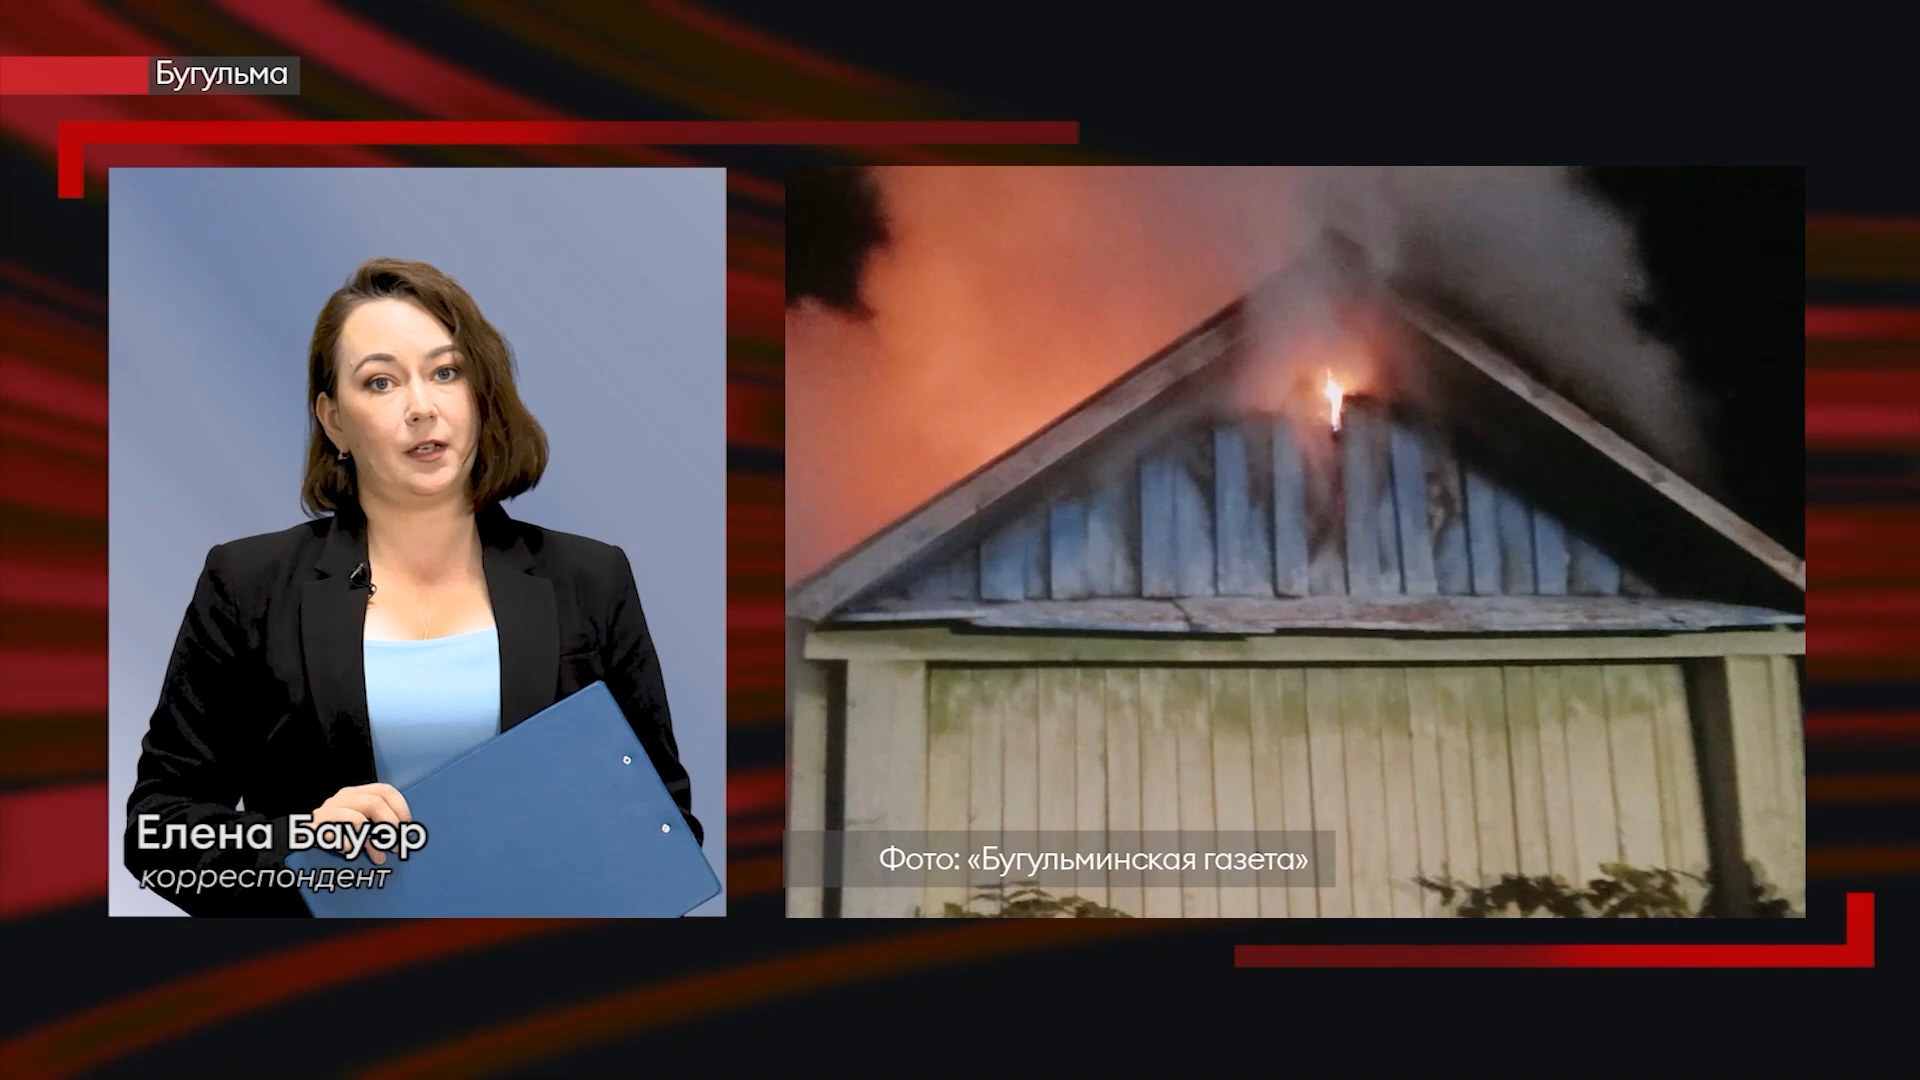 Бугульма
Елена Бауэр
корреспондент
Фото: «Бугульминская газета»